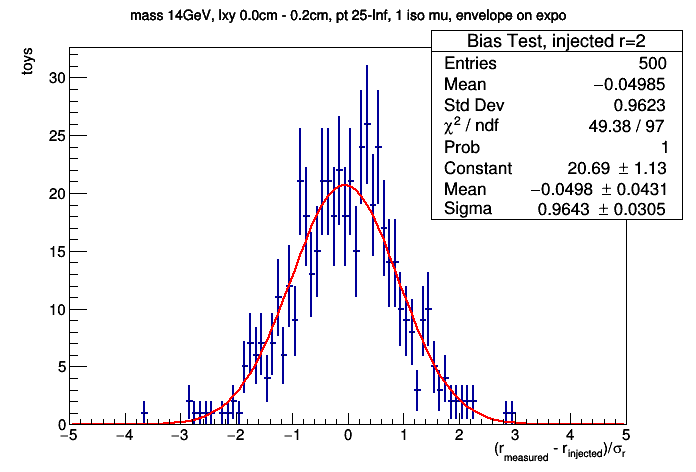 mass 14GeV, lxy 0.0cm - 0.2cm, pt 25-Inf, 1 iso mu, envelope on expo
toys
Bias Test, injected r=2
Entries 500
Mean −0.04985
Std Dev 0.9623
χ² / ndf 49.38 / 97
Prob 1
Constant 20.69 ± 1.13
Mean −0.0498 ± 0.0431
Sigma 0.9643 ± 0.0305
30
25
20
15
10
5
0
−5 −4 −3 −2 −1 0 1 2 3 4 5
(r_measured - r_injected)/σ_r